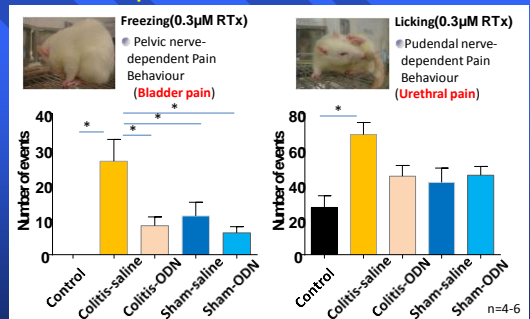 Freezing(0.3µM RTx)
Pelvic nerve-
dependent Pain
Behaviour
(Bladder pain)
Number of events
40
30
20
10
0
*
*
*
*
Control
Colitis-saline
Colitis-ODN
Sham-saline
Sham-ODN
Licking(0.3µM RTx)
Pudendal nerve-
dependent Pain
Behaviour
(Urethral pain)
Number of events
80
60
40
20
0
*
Control
Colitis-saline
Colitis-ODN
Sham-saline
Sham-ODN
n=4-6